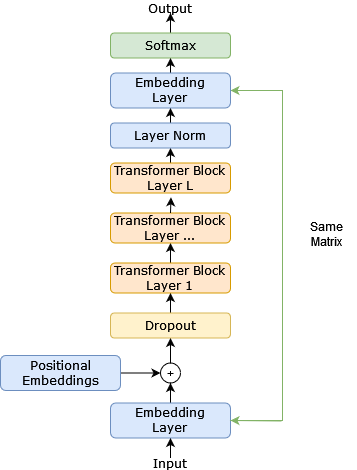 Output
Softmax
Embedding
Layer
Layer Norm
Transformer Block
Layer L
Transformer Block
Layer ...
Transformer Block
Layer 1
Dropout
Positional
Embeddings
+
Embedding
Layer
Input
Same
Matrix